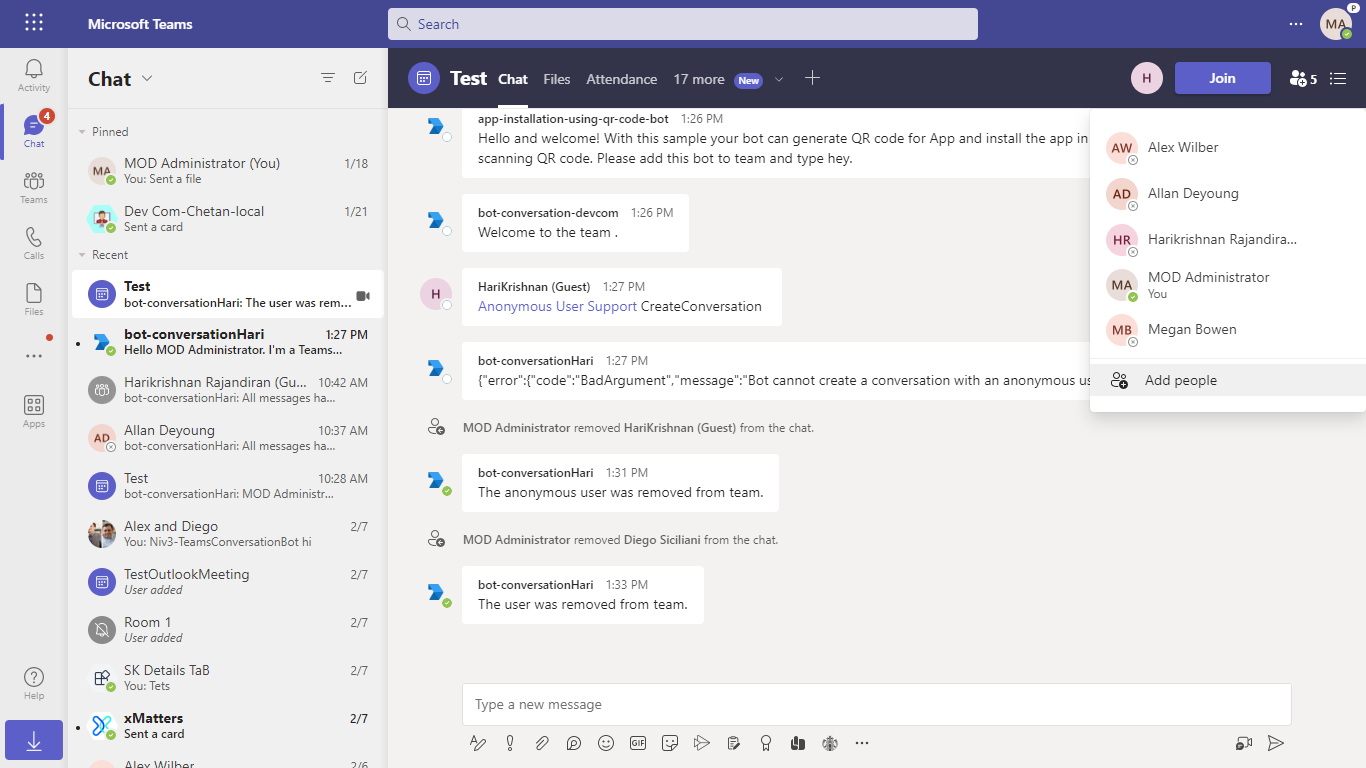 Microsoft Teams
Search
P
MA
Activity
4
Chat
Teams
Calls
Files
Apps
Help
Chat
Pinned
MA
MOD Administrator (You)
1/18
You: Sent a file
Dev Com-Chetan-local
1/21
Sent a card
Recent
Test
bot-conversationHari: The user was rem...
bot-conversationHari
1:27 PM
Hello MOD Administrator. I'm a Teams...
Harikrishnan Rajandiran (Gu...
10:42 AM
bot-conversationHari: All messages ha...
AD
Allan Deyoung
10:37 AM
bot-conversationHari: All messages ha...
Test
10:28 AM
bot-conversationHari: MOD Administr...
Alex and Diego
2/7
You: Niv3-TeamsConversationBot hi
TestOutlookMeeting
2/7
User added
Room 1
2/7
User added
SK Details TaB
2/7
You: Tets
xMatters
2/7
Sent a card
Alex Wilber
2/6
Test
Chat
Files
Attendance
17 more
New
H
Join
5
app-installation-using-qr-code-bot
1:26 PM
Hello and welcome! With this sample your bot can generate QR code for App and install the app in
scanning QR code. Please add this bot to team and type hey.
bot-conversation-devcom
1:26 PM
Welcome to the team .
H
HariKrishnan (Guest)
1:27 PM
Anonymous User Support CreateConversation
bot-conversationHari
1:27 PM
{"error":{"code":"BadArgument","message":"Bot cannot create a conversation with an anonymous us
MOD Administrator removed HariKrishnan (Guest) from the chat.
bot-conversationHari
1:31 PM
The anonymous user was removed from team.
MOD Administrator removed Diego Siciliani from the chat.
bot-conversationHari
1:33 PM
The user was removed from team.
Type a new message
GIF
AW
Alex Wilber
AD
Allan Deyoung
HR
Harikrishnan Rajandira...
MA
MOD Administrator
You
MB
Megan Bowen
Add people